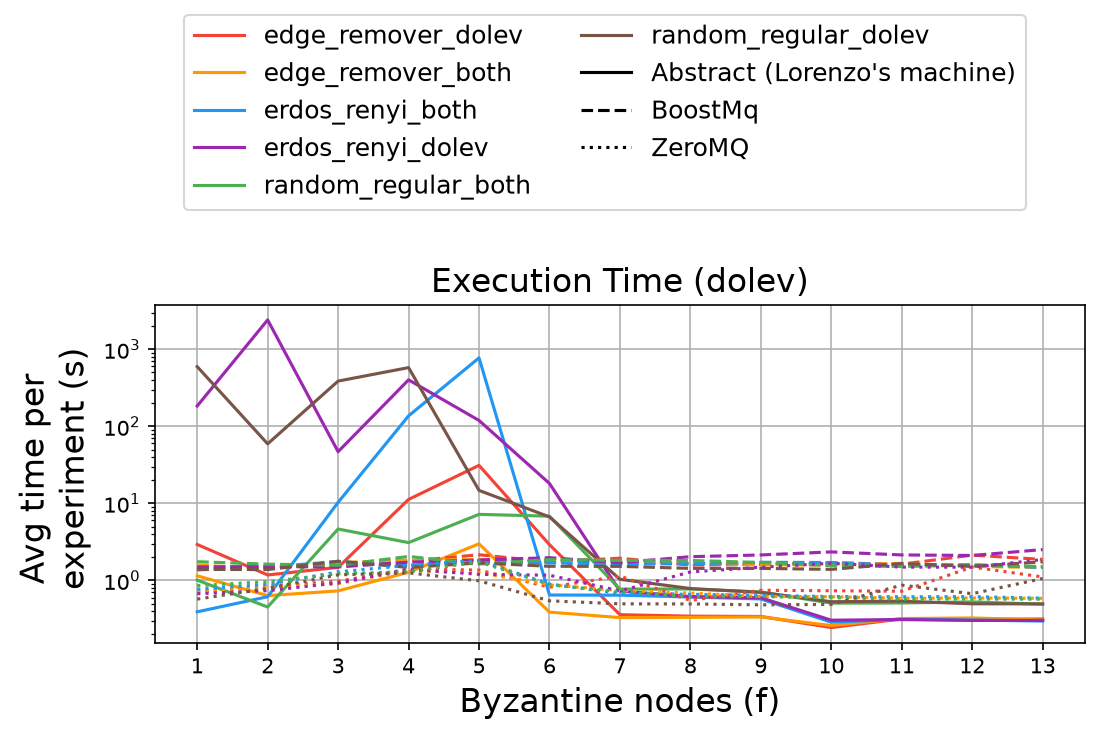 edge_remover_dolev
edge_remover_both
erdos_renyi_both
erdos_renyi_dolev
random_regular_both
random_regular_dolev
Abstract (Lorenzo's machine)
BoostMq
ZeroMQ
Execution Time (dolev)
Avg time per
experiment (s)
10³
10²
10¹
10⁰
1 2 3 4 5 6 7 8 9 10 11 12 13
Byzantine nodes (f)